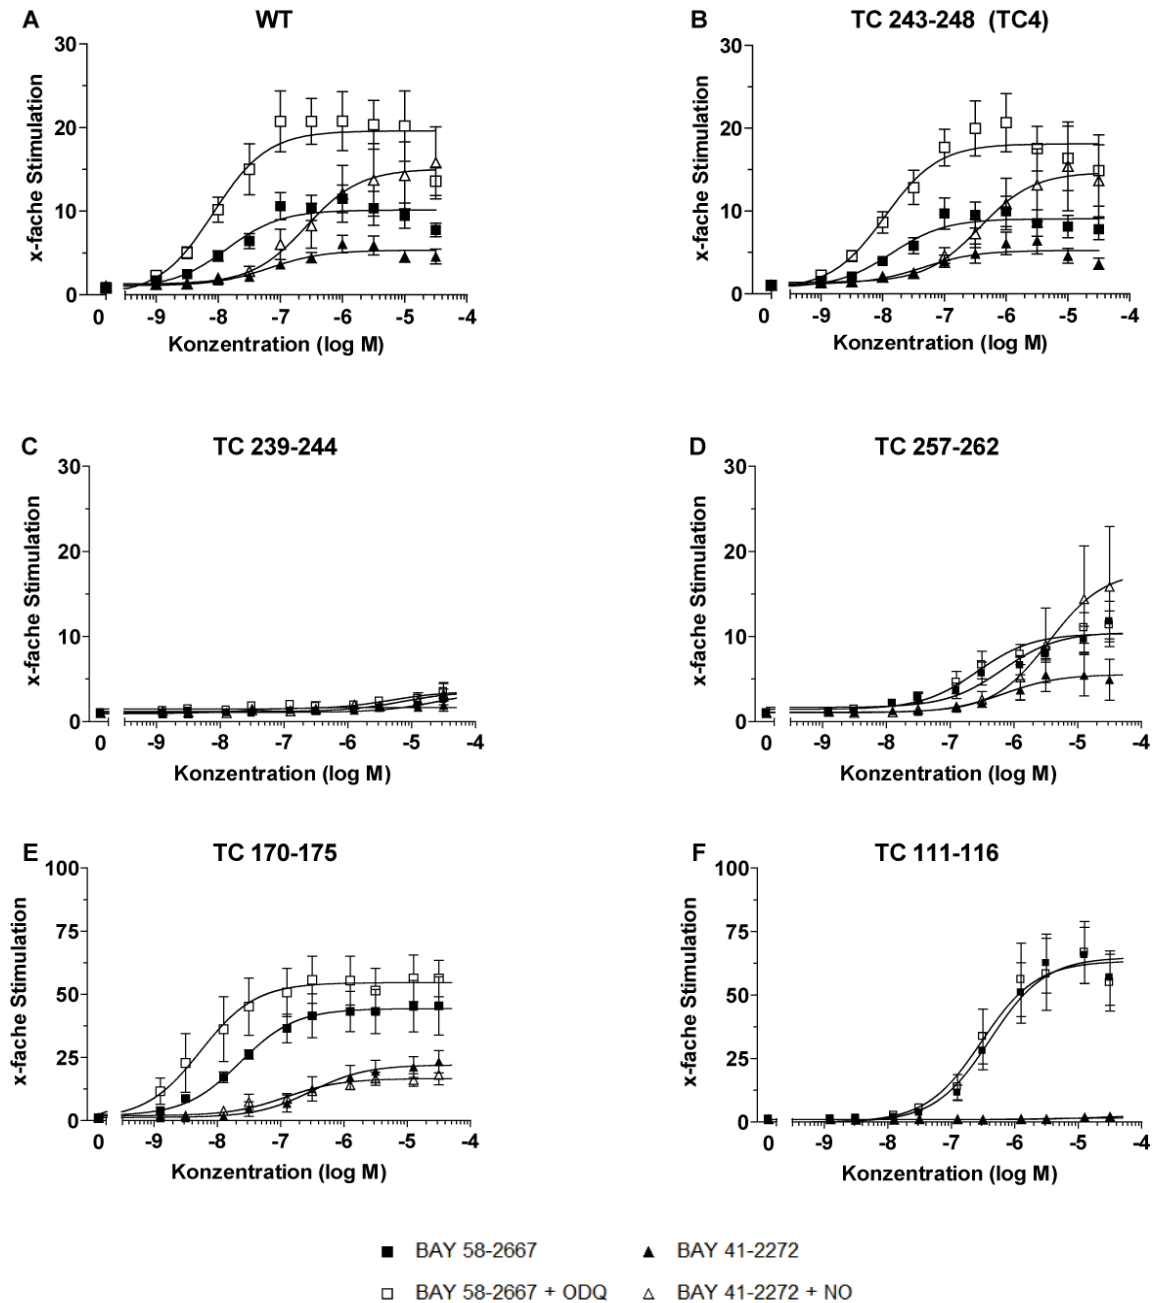 A WT
30
20
10
0
x-fache Stimulation
0 -9 -8 -7 -6 -5 -4
Konzentration (log M)
B TC 243-248 (TC4)
30
20
10
0
x-fache Stimulation
0 -9 -8 -7 -6 -5 -4
Konzentration (log M)
C TC 239-244
30
20
10
0
x-fache Stimulation
0 -9 -8 -7 -6 -5 -4
Konzentration (log M)
D TC 257-262
30
20
10
0
x-fache Stimulation
0 -9 -8 -7 -6 -5 -4
Konzentration (log M)
E TC 170-175
100
75
50
25
0
x-fache Stimulation
0 -9 -8 -7 -6 -5 -4
Konzentration (log M)
F TC 111-116
100
75
50
25
0
x-fache Stimulation
0 -9 -8 -7 -6 -5 -4
Konzentration (log M)
BAY 58-2667
BAY 41-2272
BAY 58-2667 + ODQ
BAY 41-2272 + NO